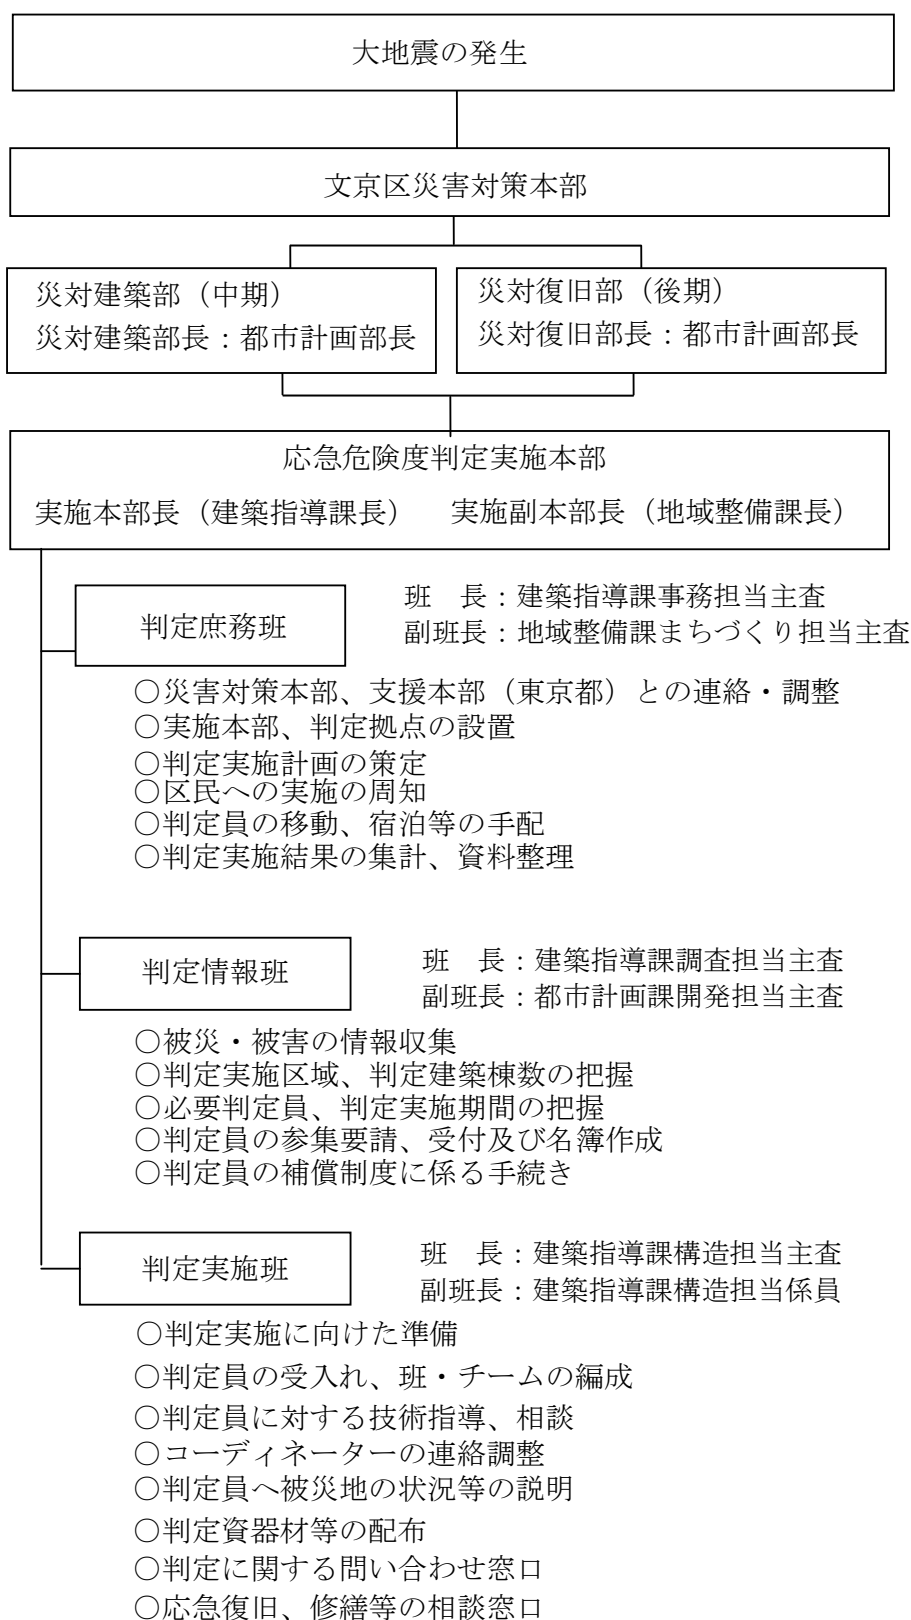 大地震の発生
文京区災害対策本部
災対建築部（中期）
災対建築部長：都市計画部長
災対復旧部（後期）
災対復旧部長：都市計画部長
応急危険度判定実施本部
実施本部長（建築指導課長）　実施副本部長（地域整備課長）
判定庶務班
班　長：建築指導課事務担当主査
副班長：地域整備課まちづくり担当主査
○災害対策本部、支援本部（東京都）との連絡・調整
○実施本部、判定拠点の設置
○判定実施計画の策定
○区民への実施の周知
○判定員の移動、宿泊等の手配
○判定実施結果の集計、資料整理
判定情報班
班　長：建築指導課調査担当主査
副班長：都市計画課開発担当主査
○被災・被害の情報収集
○判定実施区域、判定建築棟数の把握
○必要判定員、判定実施期間の把握
○判定員の参集要請、受付及び名簿作成
○判定員の補償制度に係る手続き
判定実施班
班　長：建築指導課構造担当主査
副班長：建築指導課構造担当係員
○判定実施に向けた準備
○判定員の受入れ、班・チームの編成
○判定員に対する技術指導、相談
○コーディネーターの連絡調整
○判定員へ被災地の状況等の説明
○判定資器材等の配布
○判定に関する問い合わせ窓口
○応急復旧、修繕等の相談窓口